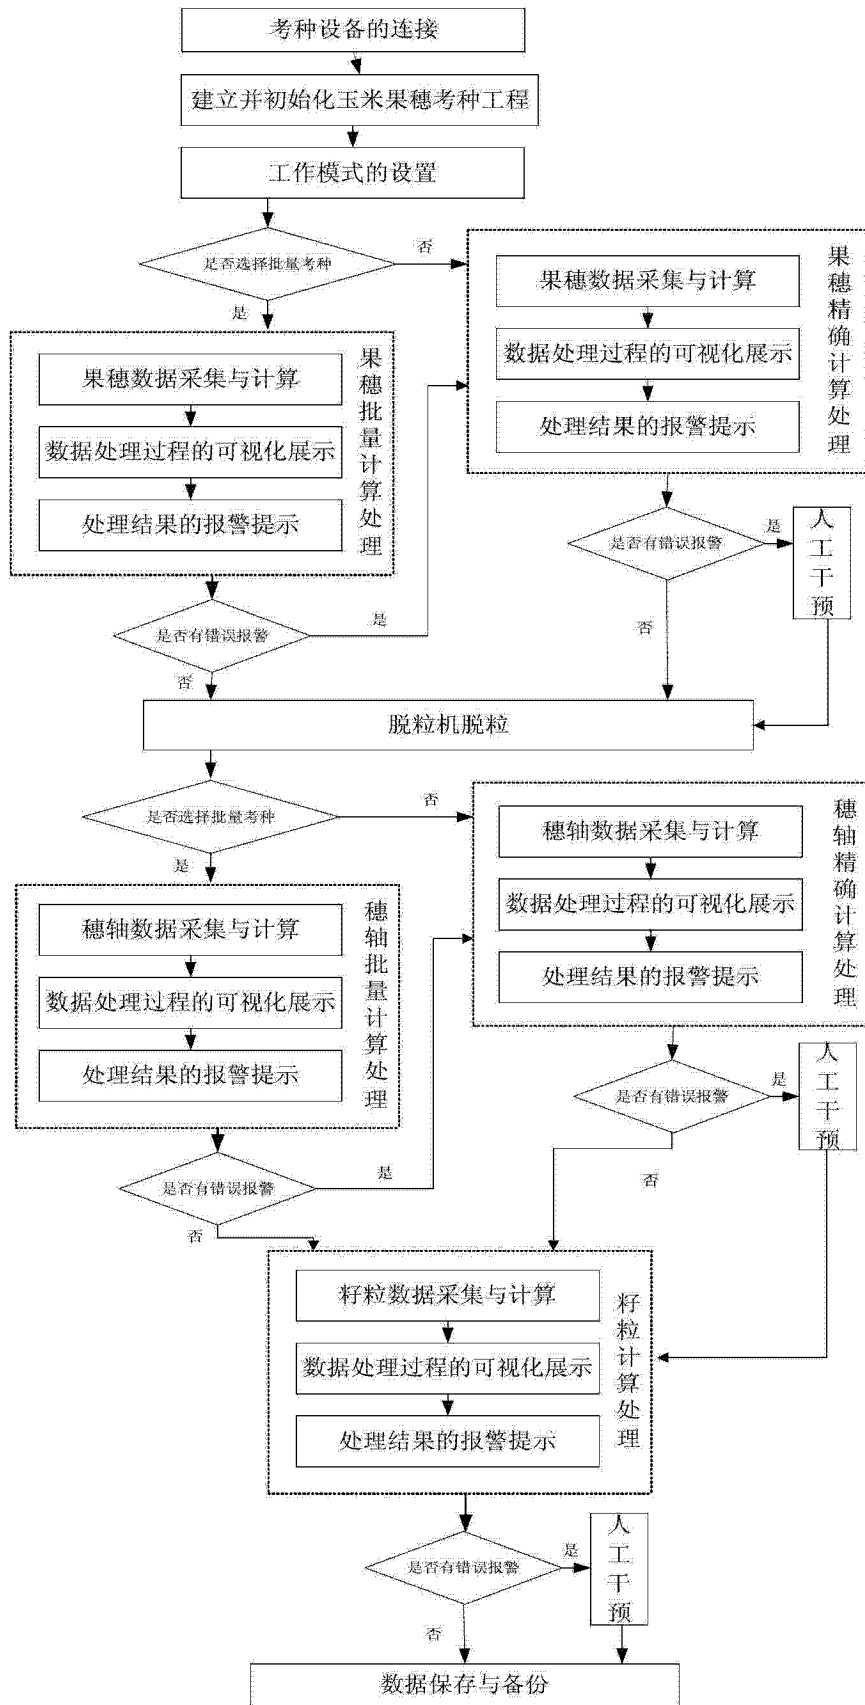 考种设备的连接
建立并初始化玉米果穗考种工程
工作模式的设置
是否选择批量考种
否
是
果穗数据采集与计算
数据处理过程的可视化展示
处理结果的报警提示
果穗精确计算处理
果穗数据采集与计算
数据处理过程的可视化展示
处理结果的报警提示
果穗批量计算处理
是否有错误报警
是
人工干预
否
是否有错误报警
是
否
脱粒机脱粒
是否选择批量考种
否
是
穗轴数据采集与计算
数据处理过程的可视化展示
处理结果的报警提示
穗轴精确计算处理
穗轴数据采集与计算
数据处理过程的可视化展示
处理结果的报警提示
穗轴批量计算处理
是否有错误报警
是
人工干预
否
是否有错误报警
是
否
籽粒数据采集与计算
数据处理过程的可视化展示
处理结果的报警提示
籽粒计算处理
是否有错误报警
是
人工干预
否
数据保存与备份